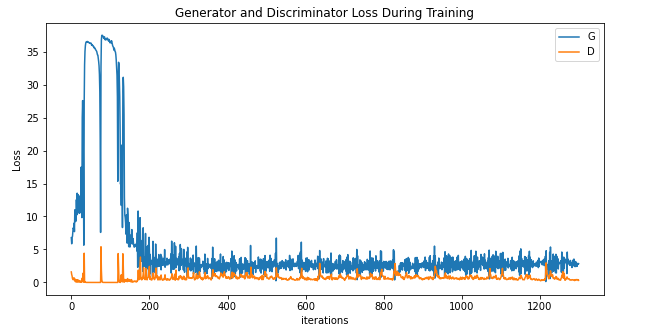 Generator and Discriminator Loss During Training
G
D
Loss
35
30
25
20
15
10
5
0
0 200 400 600 800 1000 1200
iterations